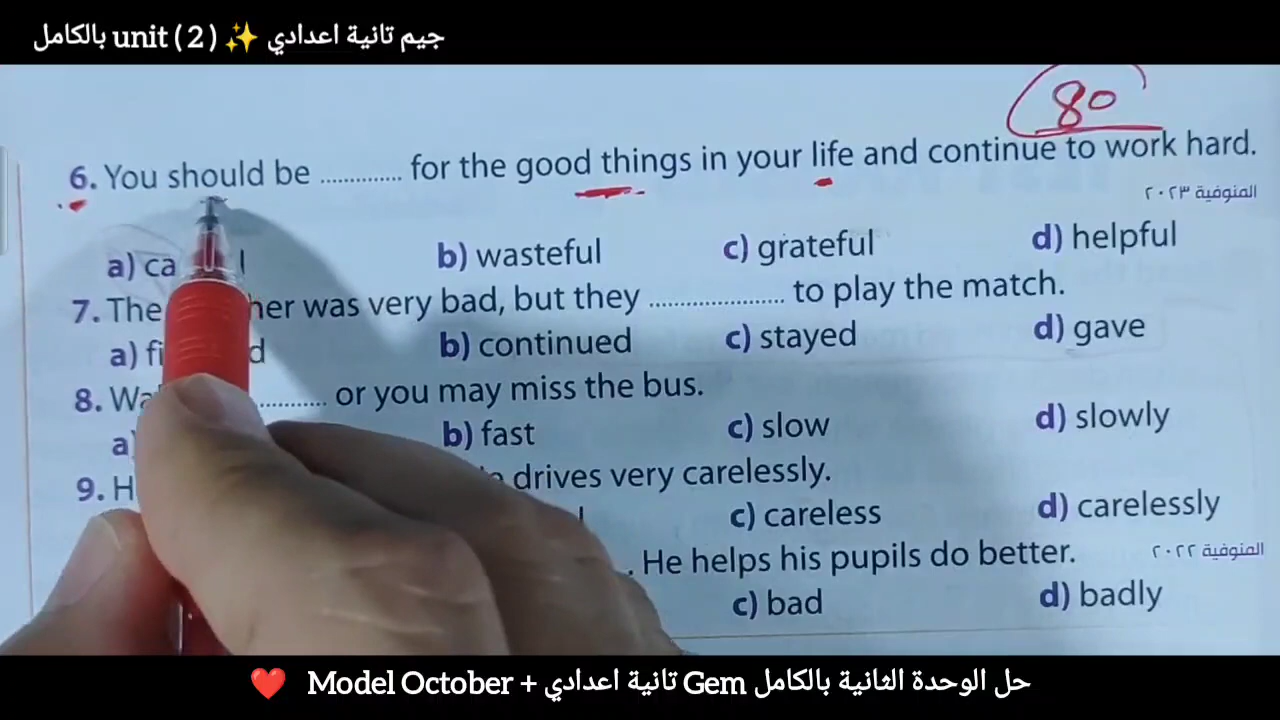 جيم تانية اعدادي ✨ unit ( 2 ) بالكامل
80
6. You should be ............. for the good things in your life and continue to work hard.
المنوفية ٢٠٢٣
a) b) wasteful c) grateful d) helpful
7. The was very bad, but they ..................... to play the match.
a) b) continued c) stayed d) gave
8. ............ or you may miss the bus.
a) b) fast c) slow d) slowly
9. drives very carelessly.
c) careless d) carelessly
. He helps his pupils do better.
المنوفية ٢٠٢٢
c) bad d) badly
حل الوحدة الثانية بالكامل Gem تانية اعدادي + Model October ❤️